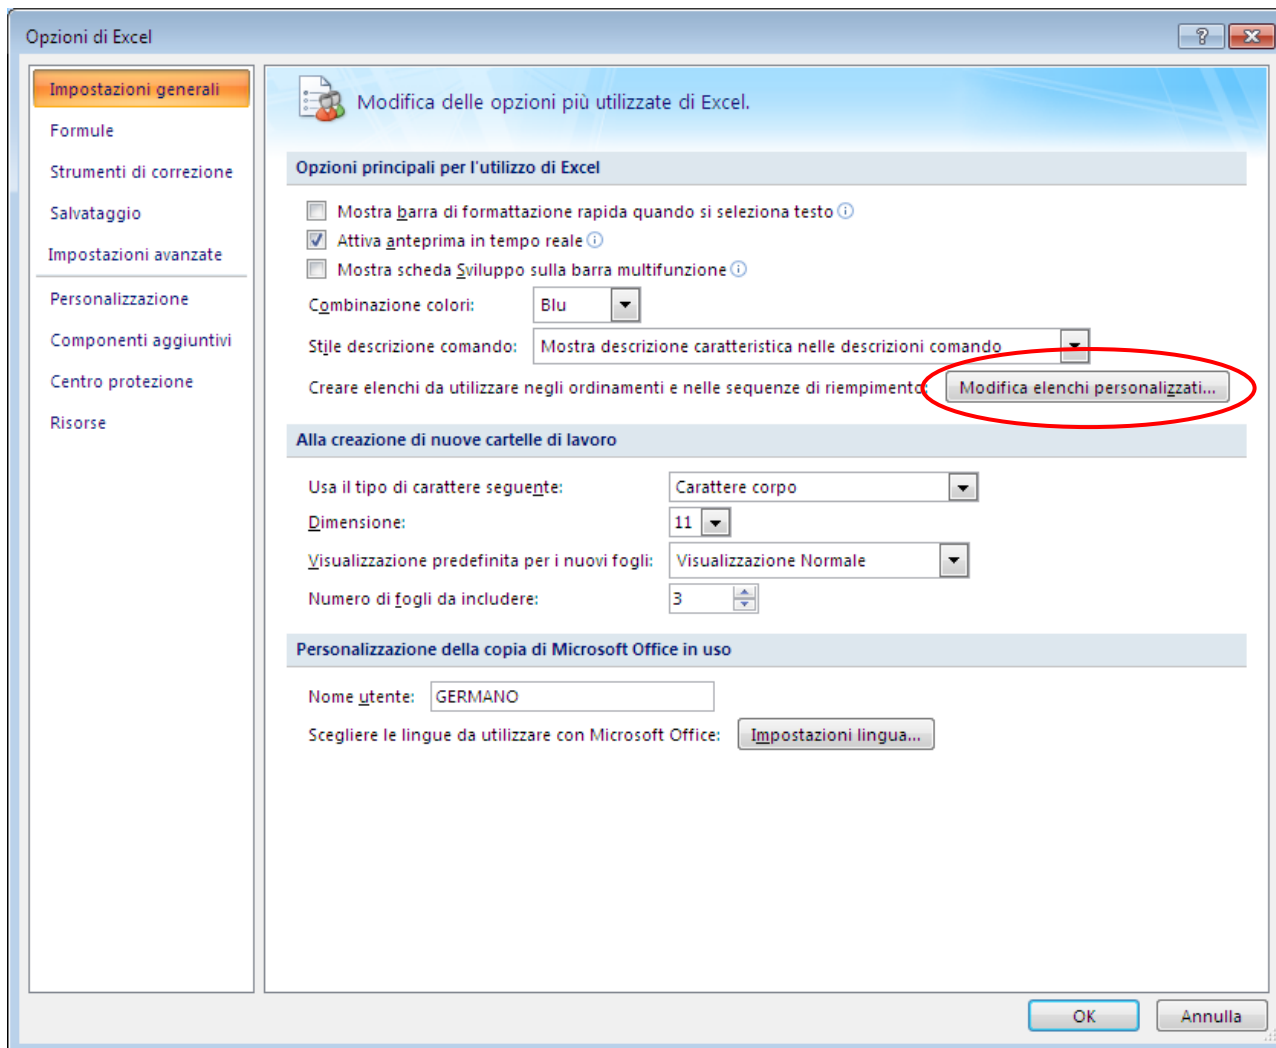 Opzioni di Excel
Impostazioni generali
Formule
Strumenti di correzione
Salvataggio
Impostazioni avanzate
Personalizzazione
Componenti aggiuntivi
Centro protezione
Risorse
Modifica delle opzioni più utilizzate di Excel.
Opzioni principali per l'utilizzo di Excel
Mostra barra di formattazione rapida quando si seleziona testo
Attiva anteprima in tempo reale
Mostra scheda Sviluppo sulla barra multifunzione
Combinazione colori: Blu
Stile descrizione comando: Mostra descrizione caratteristica nelle descrizioni comando
Creare elenchi da utilizzare negli ordinamenti e nelle sequenze di riempimento: Modifica elenchi personalizzati...
Alla creazione di nuove cartelle di lavoro
Usa il tipo di carattere seguente: Carattere corpo
Dimensione: 11
Visualizzazione predefinita per i nuovi fogli: Visualizzazione Normale
Numero di fogli da includere: 3
Personalizzazione della copia di Microsoft Office in uso
Nome utente: GERMANO
Scegliere le lingue da utilizzare con Microsoft Office: Impostazioni lingua...
OK Annulla